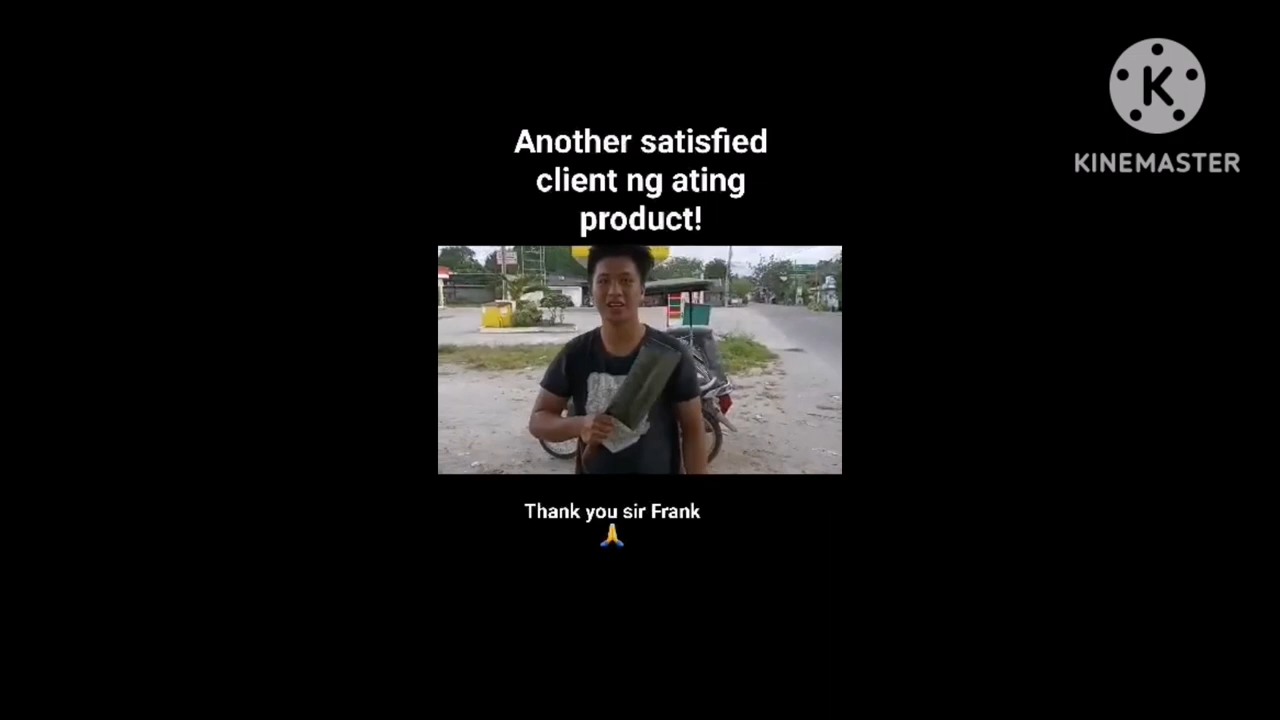 KINEMASTER
Another satisfied
client ng ating
product!
Thank you sir Frank
🙏